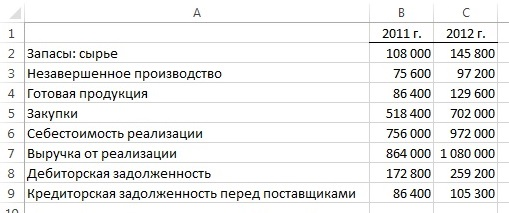 A B C
1 2011 г. 2012 г.
2 Запасы: сырье 108 000 145 800
3 Незавершенное производство 75 600 97 200
4 Готовая продукция 86 400 129 600
5 Закупки 518 400 702 000
6 Себестоимость реализации 756 000 972 000
7 Выручка от реализации 864 000 1 080 000
8 Дебиторская задолженность 172 800 259 200
9 Кредиторская задолженность перед поставщиками 86 400 105 300